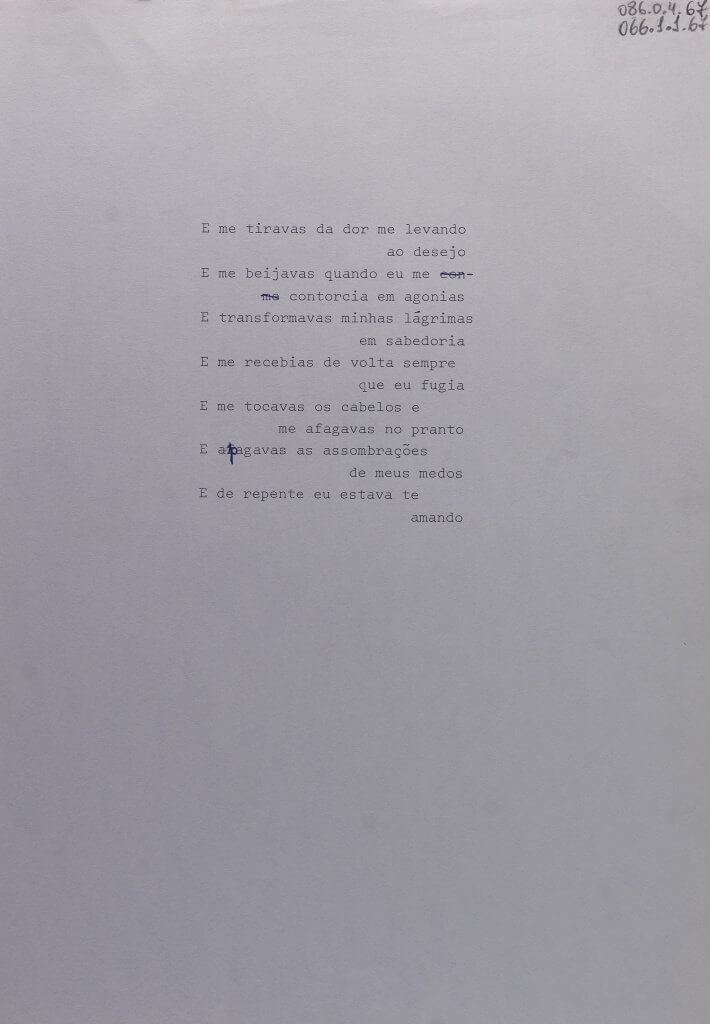 086.0.4.67
066.1.1.67
E me tiravas da dor me levando
ao desejo
E me beijavas quando eu me con-
me contorcia em agonias
E transformavas minhas lágrimas
em sabedoria
E me recebias de volta sempre
que eu fugia
E me tocavas os cabelos e
me afagavas no pranto
E apagavas as assombrações
de meus medos
E de repente eu estava te
amando